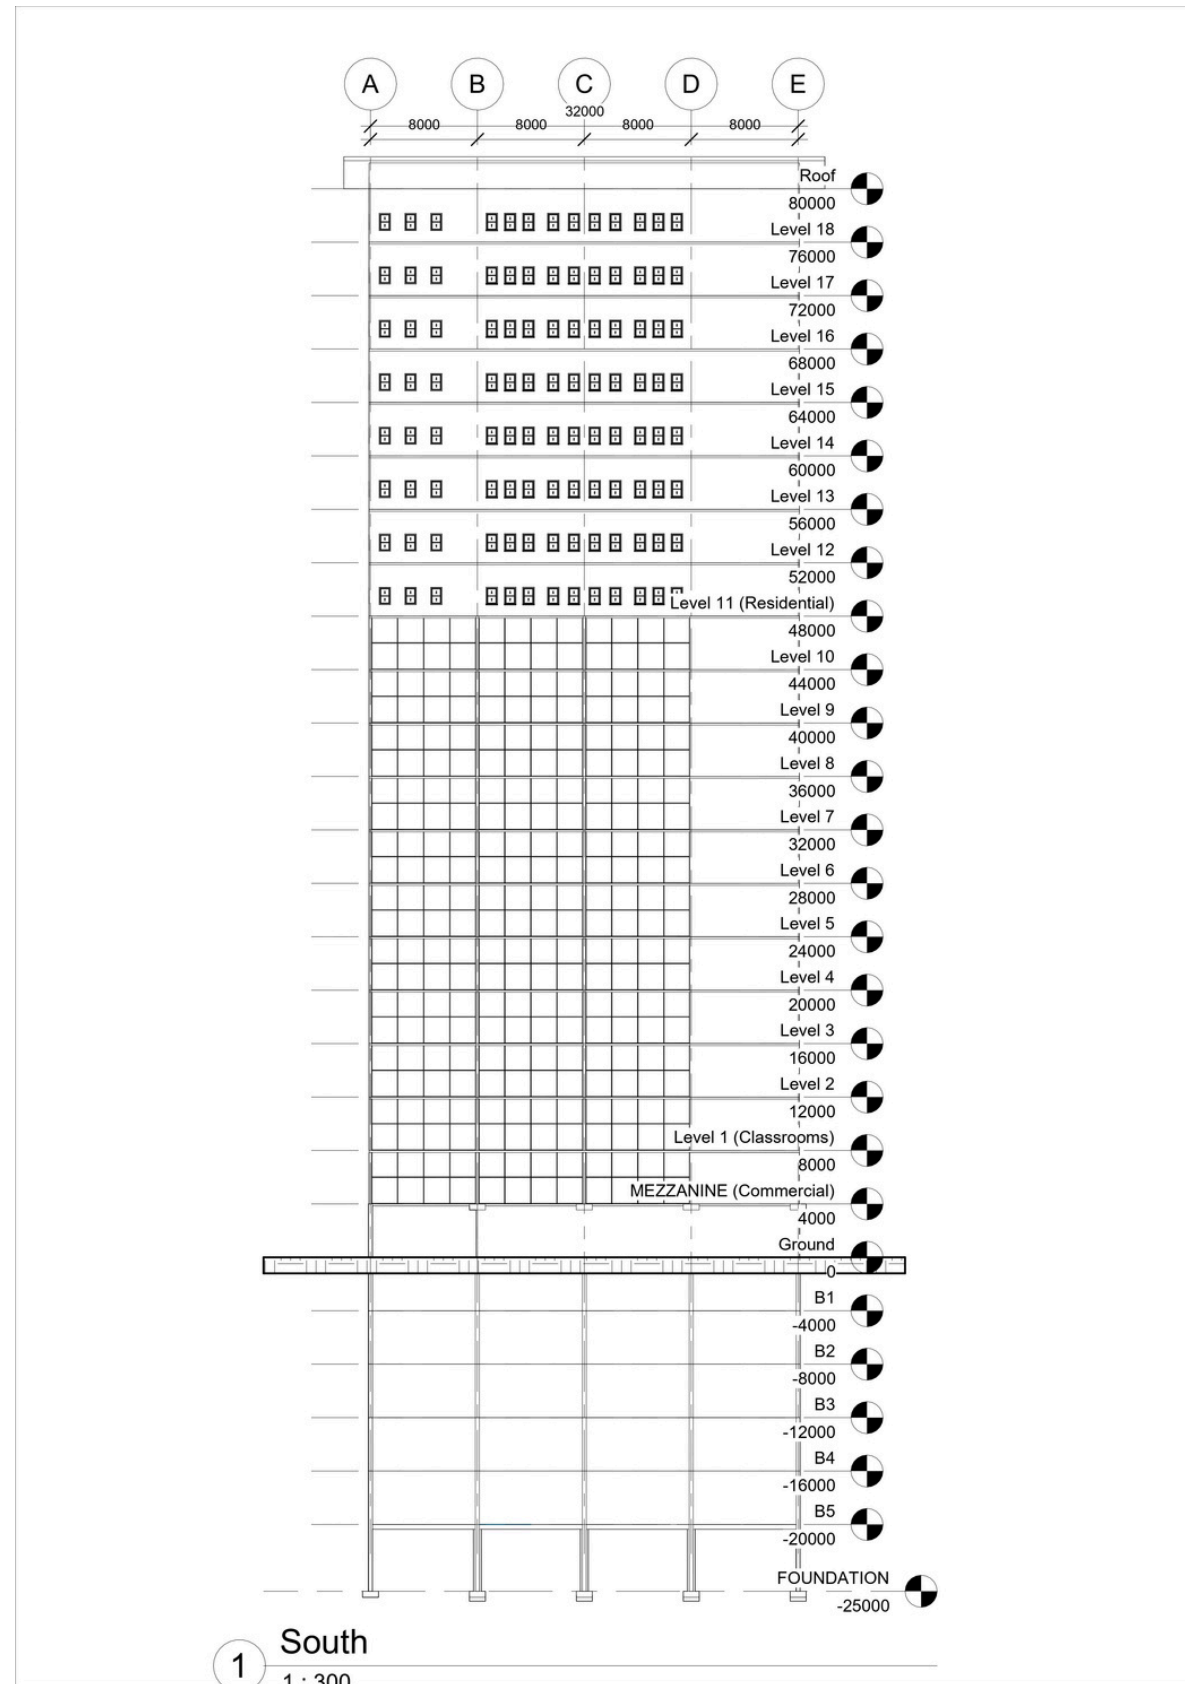 A B C D E
32000
8000 8000 8000 8000
Roof
80000
Level 18
76000
Level 17
72000
Level 16
68000
Level 15
64000
Level 14
60000
Level 13
56000
Level 12
52000
Level 11 (Residential)
48000
Level 10
44000
Level 9
40000
Level 8
36000
Level 7
32000
Level 6
28000
Level 5
24000
Level 4
20000
Level 3
16000
Level 2
12000
Level 1 (Classrooms)
8000
MEZZANINE (Commercial)
4000
Ground
0
B1
-4000
B2
-8000
B3
-12000
B4
-16000
B5
-20000
FOUNDATION
-25000
1 South
1 : 300